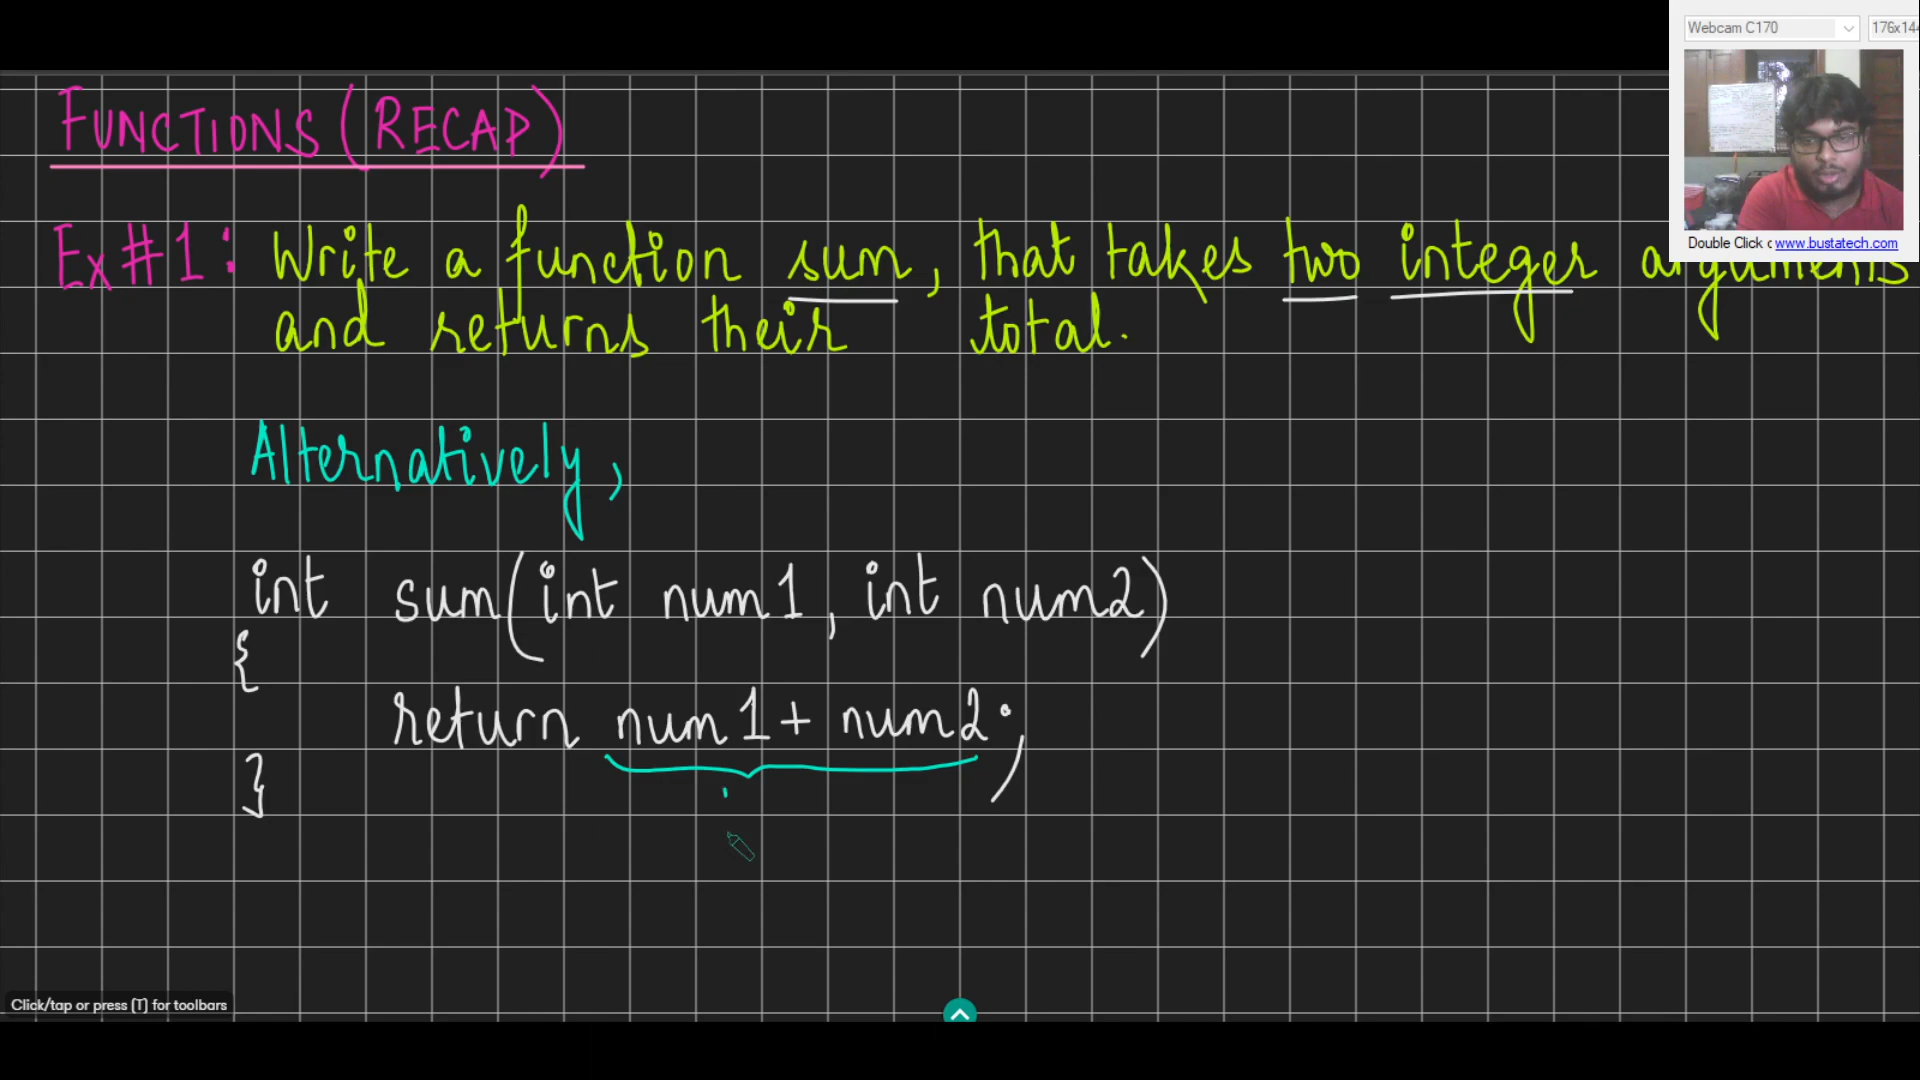 Webcam C170
176x144
FUNCTIONS (RECAP)
Double Click www.bustatech.com
Ex#1: Write a function sum, that takes two integer arguments
and returns their total.
Alternatively,
int sum(int num1, int num2)
{
return num1 + num2;
}
Click/tap or press (T) for toolbars